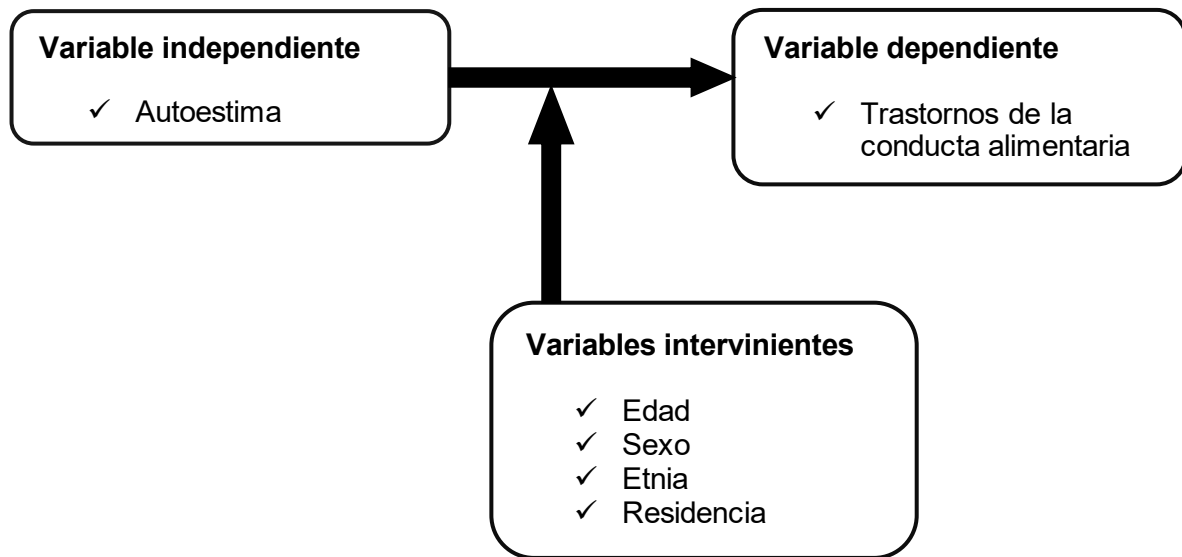 Variable independiente
✓ Autoestima
Variable dependiente
✓ Trastornos de la
conducta alimentaria
Variables intervinientes
✓ Edad
✓ Sexo
✓ Etnia
✓ Residencia